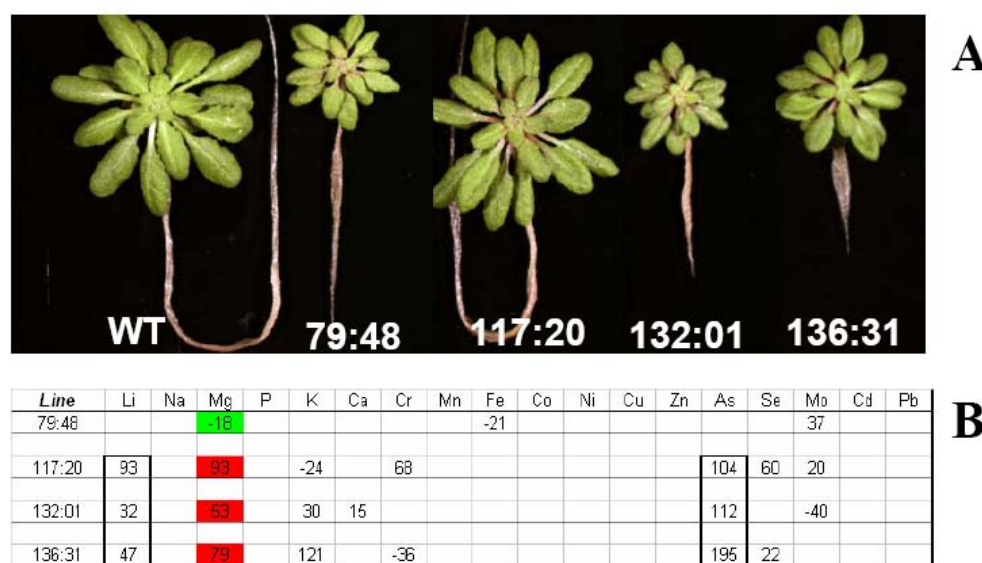 A
WT 79:48 117:20 132:01 136:31
B
Line Li Na Mg P K Ca Cr Mn Fe Co Ni Cu Zn As Se Mo Cd Pb
79:48 -18 -21 37
117:20 93 93 -24 68 104 60 20
132:01 32 53 30 15 112 -40
136:31 47 79 121 -36 195 22